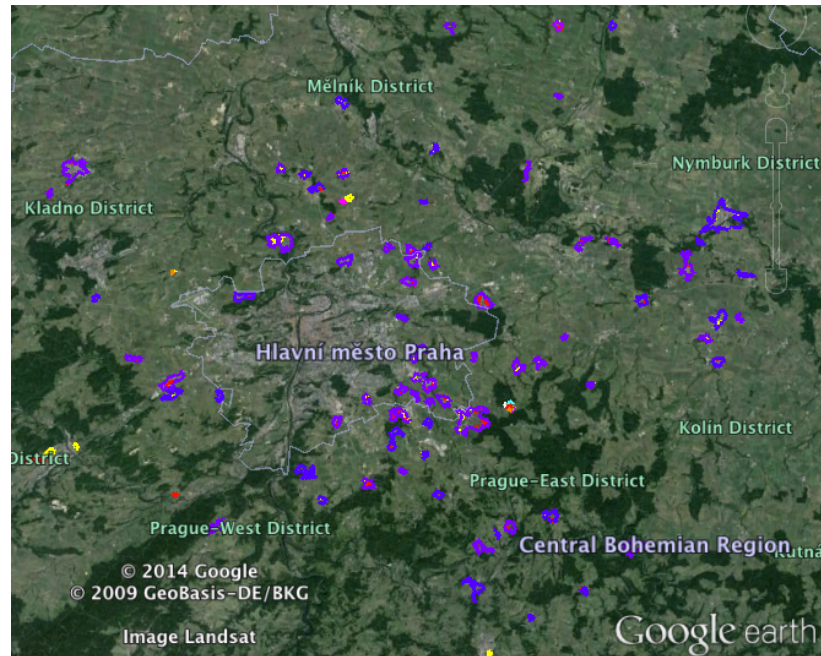 Mělník District
Nymburk District
Kladno District
Hlavní město Praha
Kolín District
District
Prague-East District
Prague-West District
Central Bohemian Region
Kutná
© 2014 Google
© 2009 GeoBasis-DE/BKG
Image Landsat
Google earth